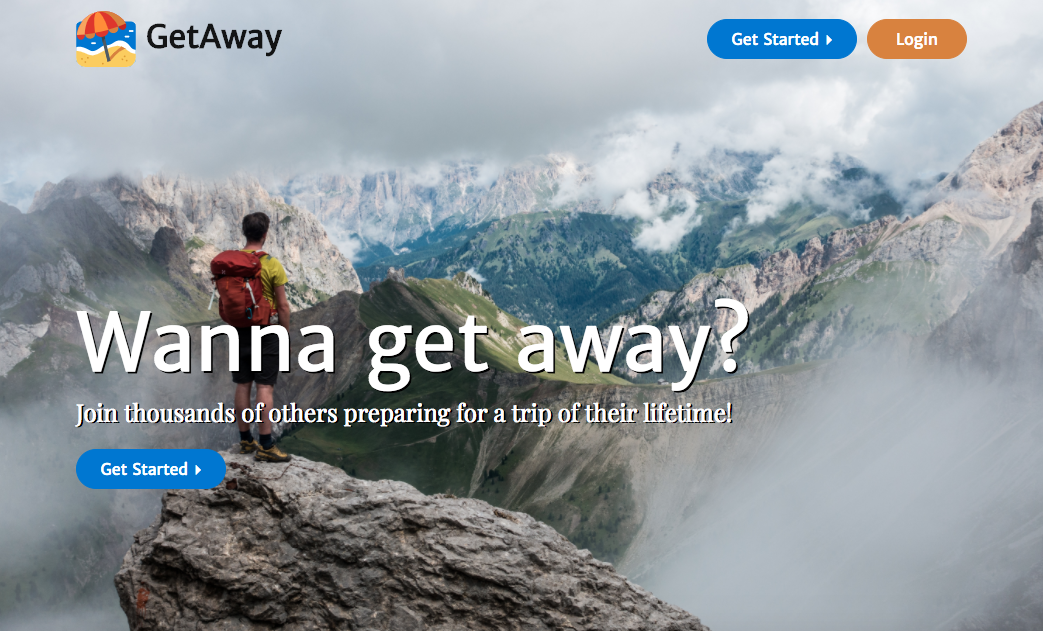 GetAway
Get Started
Login
Wanna get away?
Join thousands of others preparing for a trip of their lifetime!
Get Started